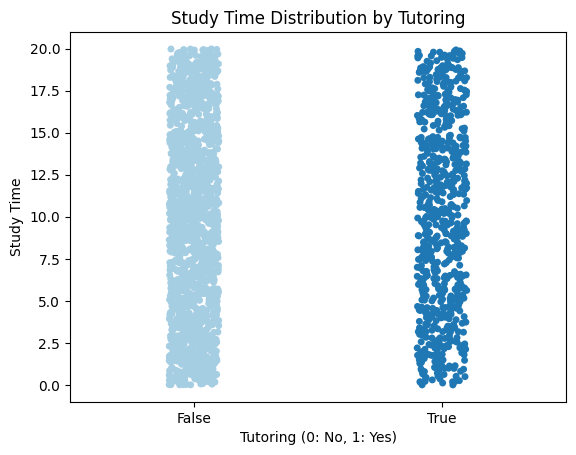 Study Time Distribution by Tutoring
Study Time
20.0
17.5
15.0
12.5
10.0
7.5
5.0
2.5
0.0
False
True
Tutoring (0: No, 1: Yes)